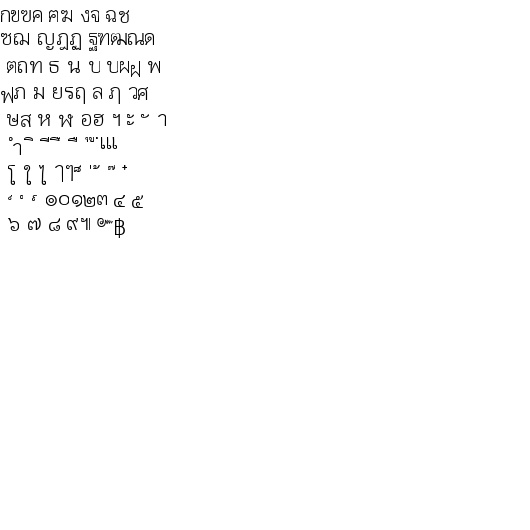 กขฃค ฅฆ งจ ฉช
ซฌ ญฎฏ ฐฑฒณด
ตถท ธ น บ ปผฝ พ
ฟภ ม ยรฤ ล ฦ วศ
ษส ห ฬ อฮ ฯ ะ ั า
ำ ิ ี ึ ื ุ ู ฺ เแ
โ ใ ไ ๅๆ ็ ่ ้ ๊ ๋
์ ํ ๎ ๏๐๑๒๓ ๔ ๕
๖ ๗ ๘ ๙๚ ๛฿